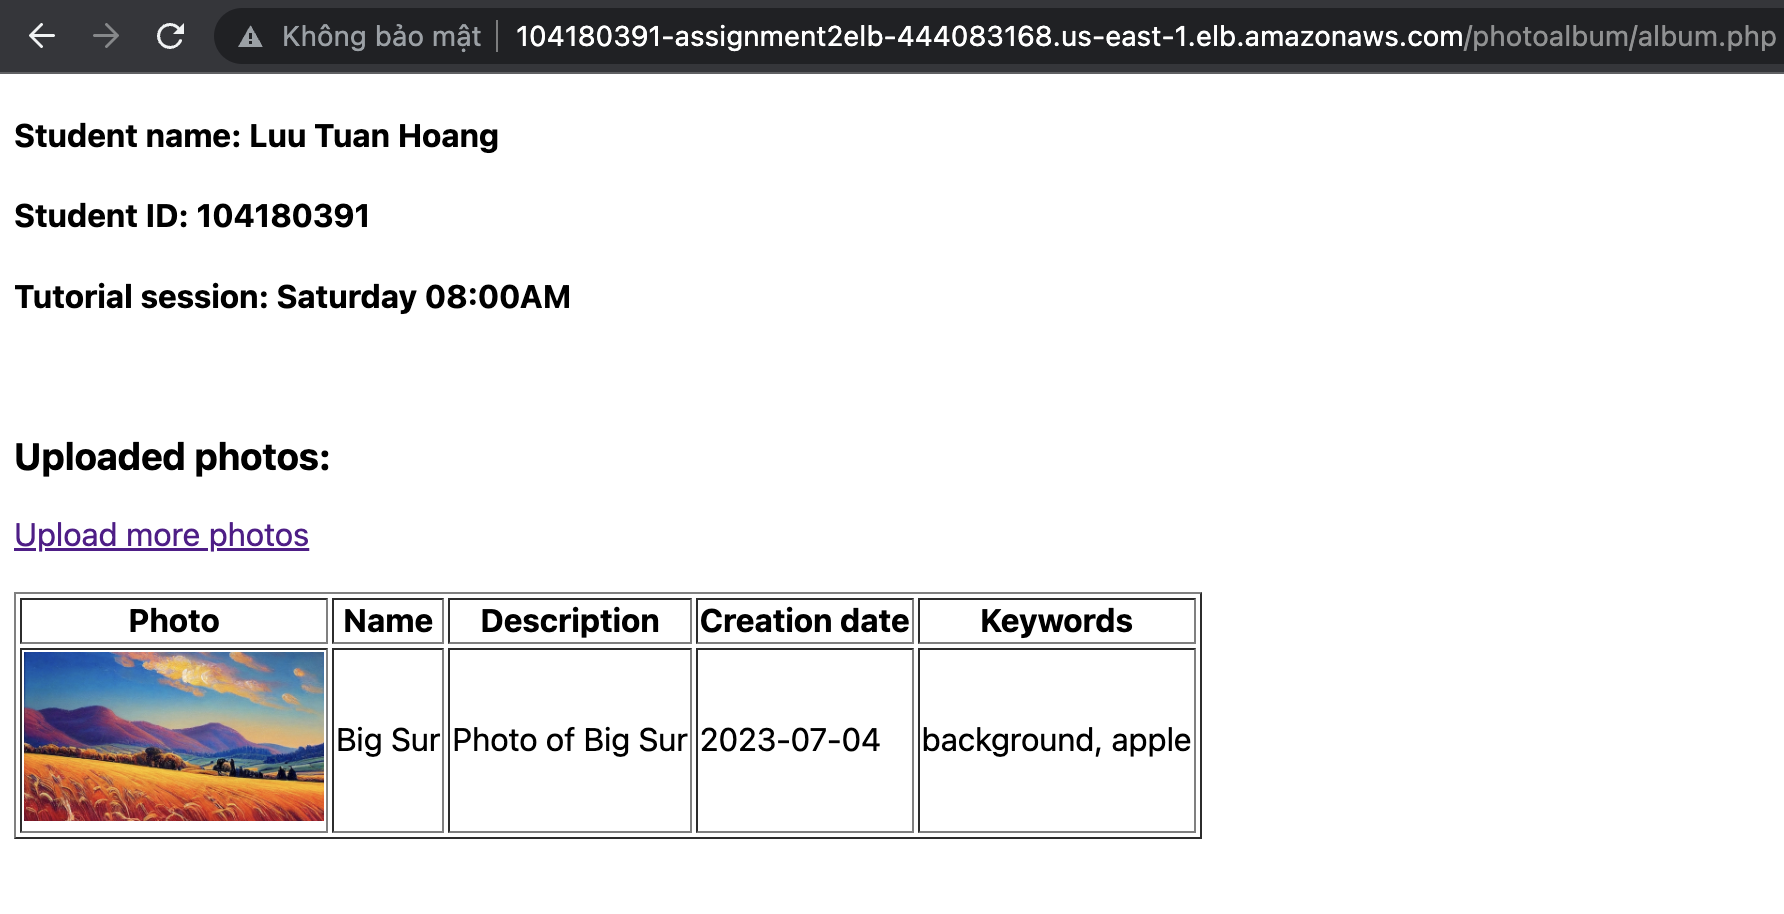 Không bảo mật 104180391-assignment2elb-444083168.us-east-1.elb.amazonaws.com/photoalbum/album.php
Student name: Luu Tuan Hoang
Student ID: 104180391
Tutorial session: Saturday 08:00AM
Uploaded photos:
Upload more photos
Photo Name Description Creation date Keywords
Big Sur Photo of Big Sur 2023-07-04 background, apple